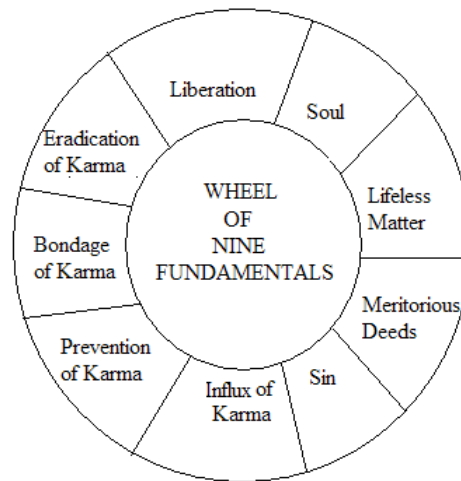 WHEEL
OF
NINE
FUNDAMENTALS
Liberation
Soul
Lifeless
Matter
Meritorious
Deeds
Sin
Influx of
Karma
Prevention
of Karma
Bondage
of Karma
Eradication
of Karma